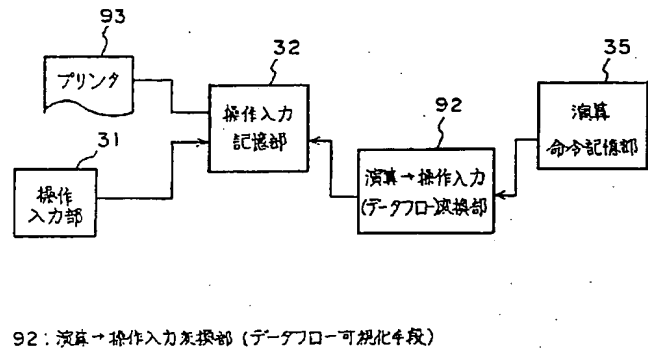 93
プリンタ
32
操作入力
記憶部
31
操作
入力部
92
演算→操作入力
(データフロー)変換部
35
演算
命令記憶部
92:演算→操作入力変換部(データフロー可視化手段)